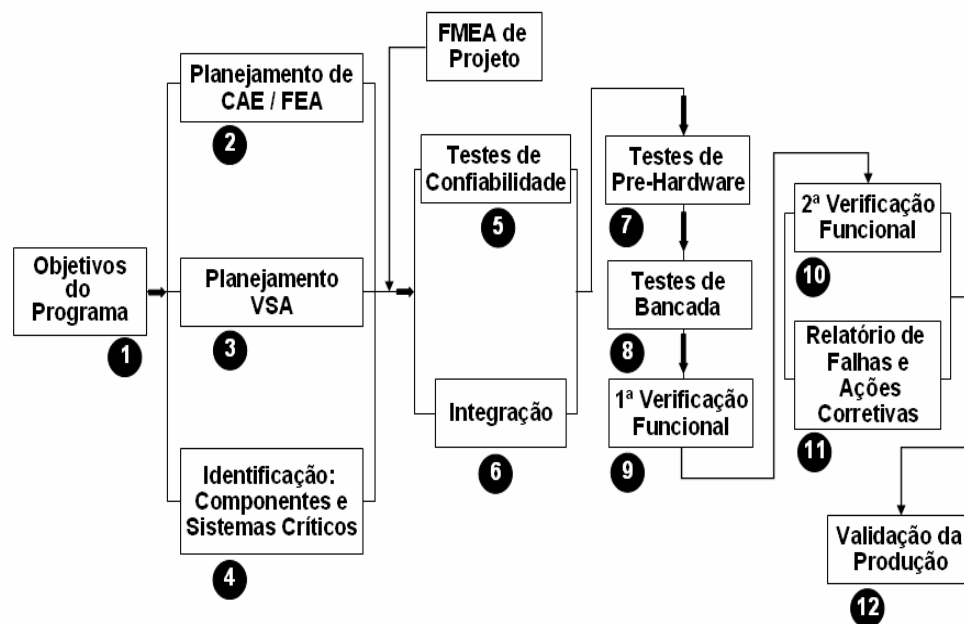 Objetivos
do
Programa
1
Planejamento de
CAE / FEA
2
Planejamento
VSA
3
Identificação:
Componentes e
Sistemas Críticos
4
FMEA de
Projeto
Testes de
Confiabilidade
5
Integração
6
Testes de
Pre-Hardware
7
Testes de
Bancada
8
1ª Verificação
Funcional
9
2ª Verificação
Funcional
10
Relatório de
Falhas e
Ações
Corretivas
11
Validação da
Produção
12